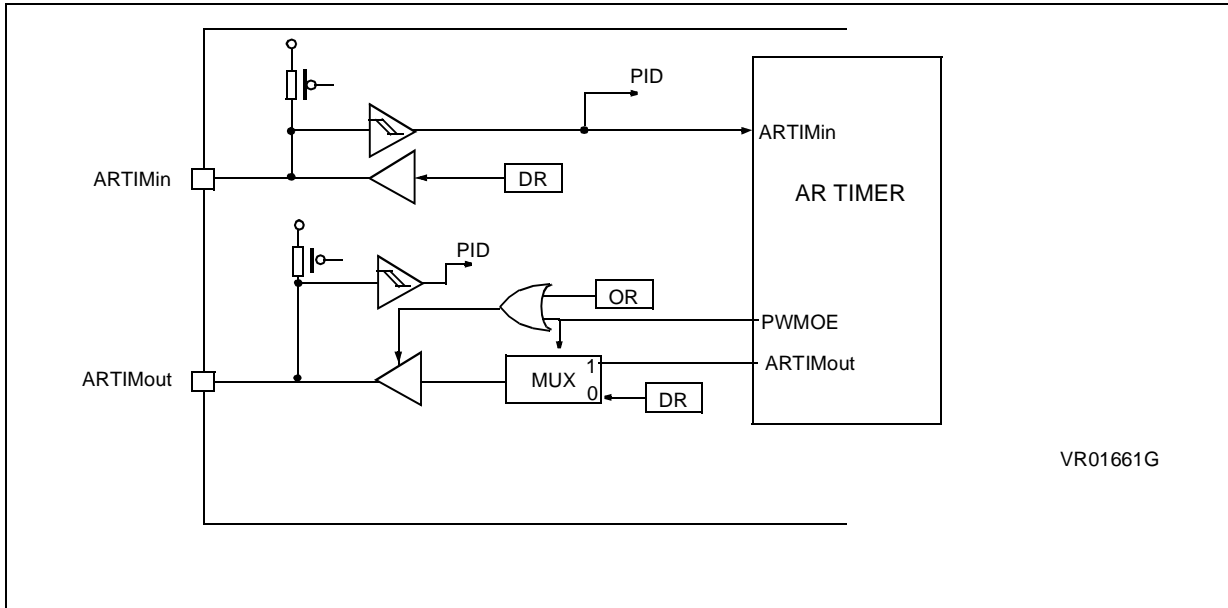 PID
ARTIMin
ARTIMin
DR
AR TIMER
PID
OR
PWMOE
ARTIMout
1
MUX
ARTIMout
0
DR
VR01661G